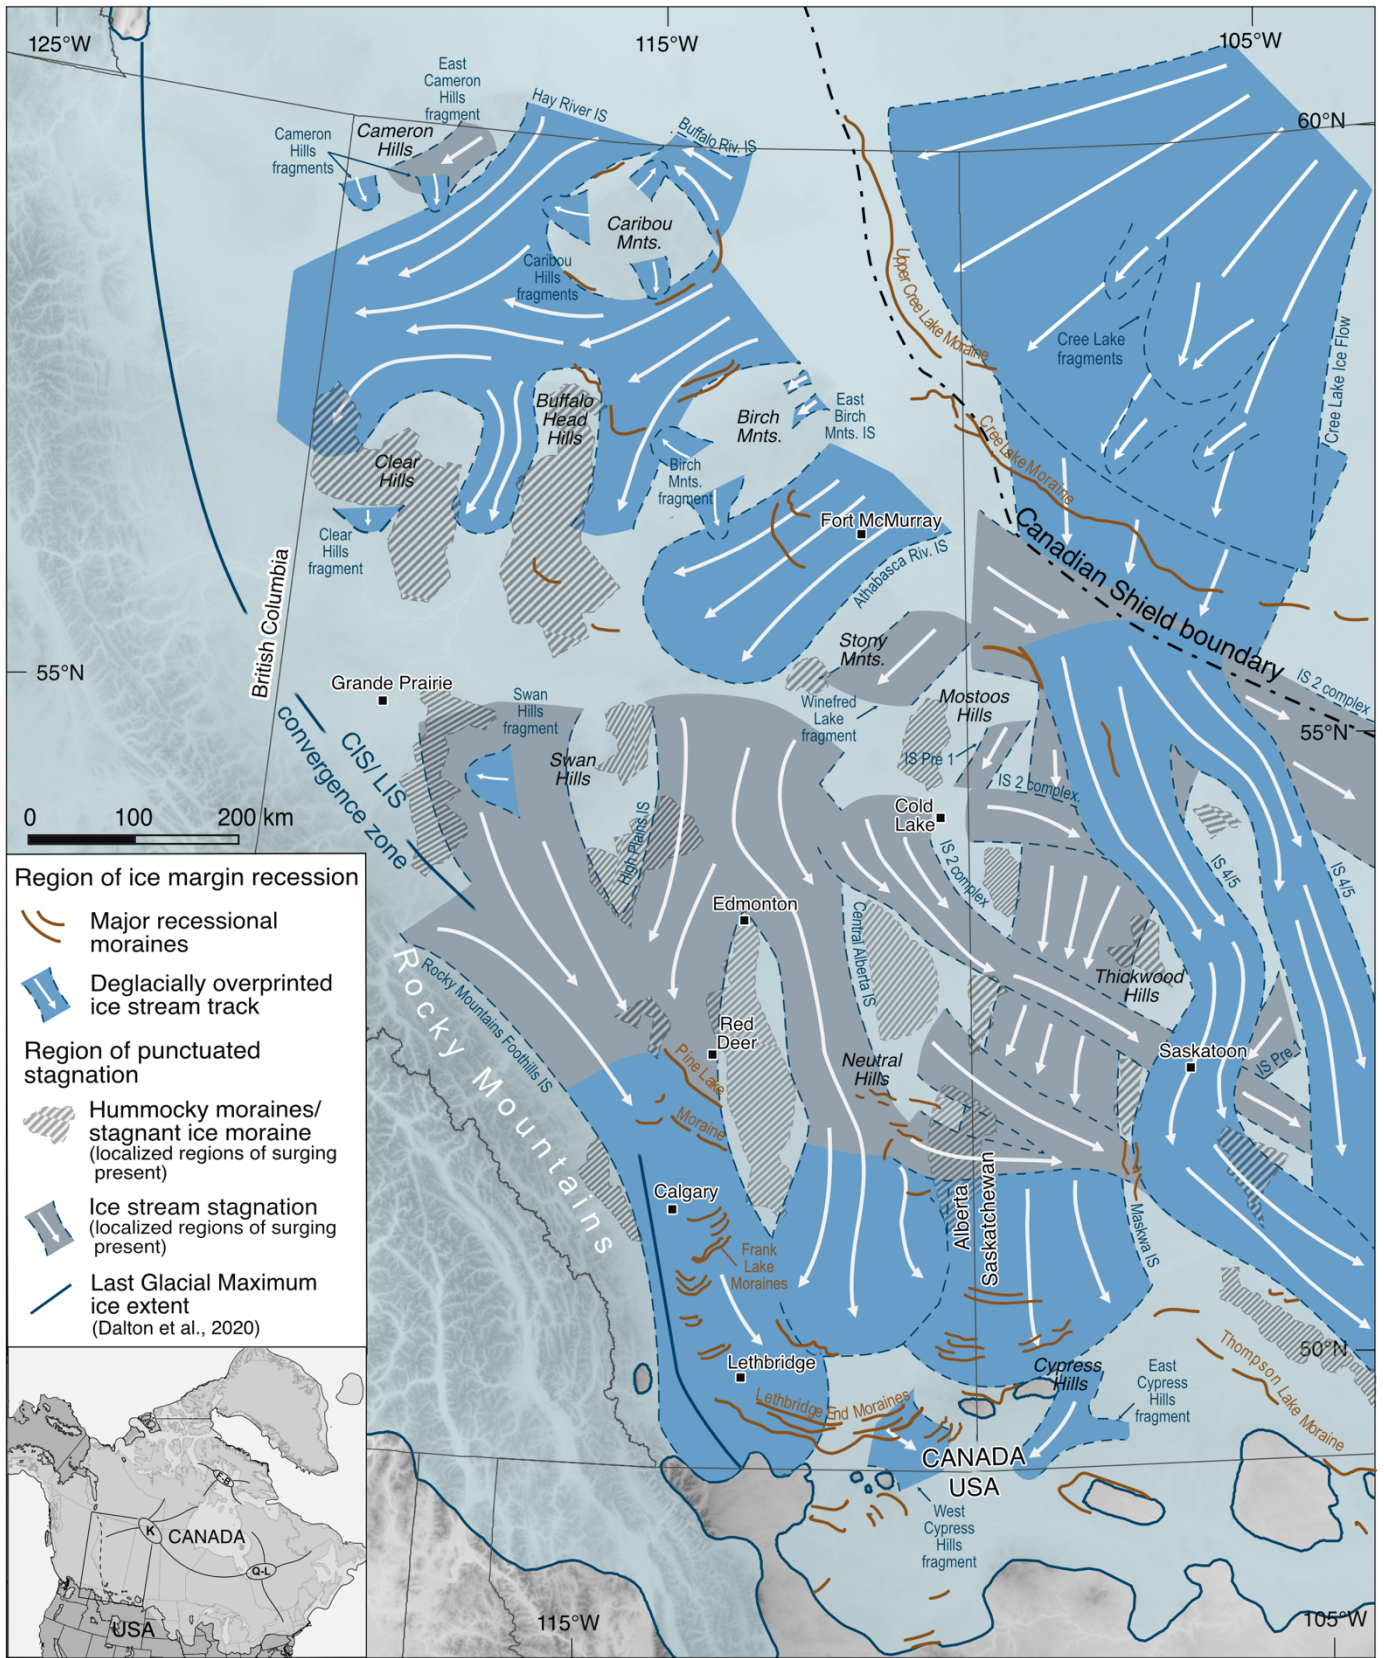 125°W
115°W
105°W
60°N
East
Cameron
Hills
fragment
Hay River IS
Cameron
Hills
fragments
Cameron
Hills
Buffalo Riv. IS
Caribou
Mnts.
Caribou
Hills
fragments
Upper Cree Lake Moraine
Cree Lake
fragments
Cree Lake Ice Flow
Buffalo
Head
Hills
Birch
Mnts.
East
Birch
Mnts. IS
Clear
Hills
Birch
Mnts.
fragment
Cree Lake Moraine
Clear
Hills
fragment
Fort McMurray
Athabasca Riv. IS
Canadian Shield boundary
British Columbia
Stony
Mnts.
55°N
Grande Prairie
Swan
Hills
fragment
Winefred
Lake
fragment
Mostoos
Hills
IS 2 complex
55°N
CIS/ LIS
convergence zone
Swan
Hills
IS Pre 1
IS 2 complex.
0 100 200 km
High Plains IS
Cold
Lake
IS 2 complex
IS 4/5
IS 4/5
Edmonton
Central Alberta IS
Rocky Mountains Foothills IS
Rocky Mountains
Thickwood
Hills
Red
Deer
Pine Lake
Moraine
Neutral
Hills
Saskatoon
IS Pre 1
Calgary
Frank
Lake
Moraines
Alberta
Saskatchewan
Maskwa IS
Lethbridge
Lethbridge End Moraines
Cypress
Hills
East
Cypress
Hills
fragment
50°N
Thompson Lake Moraine
CANADA
USA
West
Cypress
Hills
fragment
115°W
105°W
Region of ice margin recession
Major recessional
moraines
Deglacially overprinted
ice stream track
Region of punctuated
stagnation
Hummocky moraines/
stagnant ice moraine
(localized regions of surging
present)
Ice stream stagnation
(localized regions of surging
present)
Last Glacial Maximum
ice extent
(Dalton et al., 2020)
F-B
K
CANADA
Q-L
USA